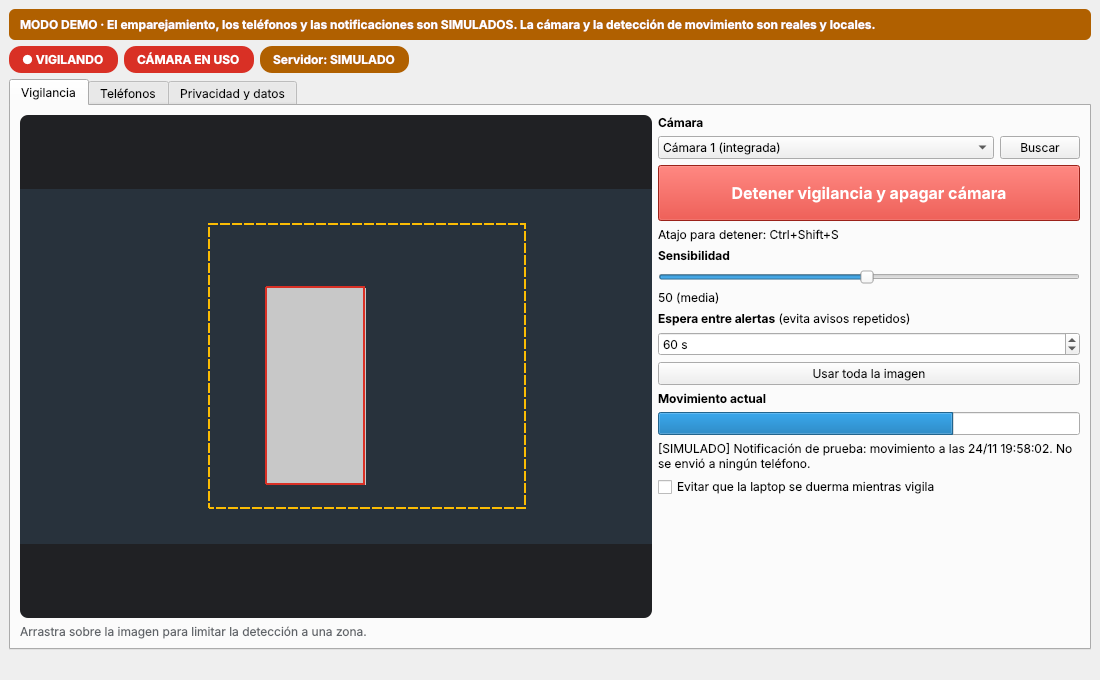 MODO DEMO · El emparejamiento, los teléfonos y las notificaciones son SIMULADOS. La cámara y la detección de movimiento son reales y locales.
● VIGILANDO
CÁMARA EN USO
Servidor: SIMULADO
Vigilancia
Teléfonos
Privacidad y datos
Cámara
Cámara 1 (integrada)
Buscar
Detener vigilancia y apagar cámara
Atajo para detener: Ctrl+Shift+S
Sensibilidad
50 (media)
Espera entre alertas (evita avisos repetidos)
60 s
Usar toda la imagen
Movimiento actual
[SIMULADO] Notificación de prueba: movimiento a las 24/11 19:58:02. No
se envió a ningún teléfono.
Evitar que la laptop se duerma mientras vigila
Arrastra sobre la imagen para limitar la detección a una zona.